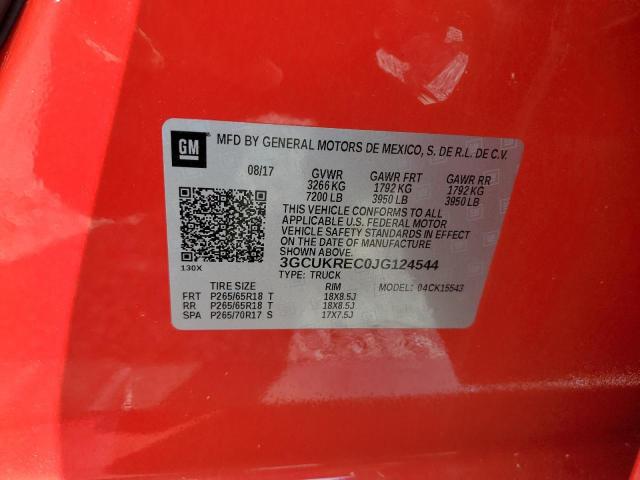 GM MFD BY GENERAL MOTORS DE MEXICO, S. DE R.L. DE C.V.
08/17 GVWR GAWR FRT GAWR RR
3266 KG 1792 KG 1792 KG
7200 LB 3950 LB 3950 LB
THIS VEHICLE CONFORMS TO ALL
APPLICABLE U.S. FEDERAL MOTOR
VEHICLE SAFETY STANDARDS IN EFFECT
ON THE DATE OF MANUFACTURE
SHOWN ABOVE.
130X 3GCUKREC0JG124544
TYPE: TRUCK MODEL: 04CK15543
TIRE SIZE RIM
FRT P265/65R18 T 18X8.5J
RR P265/65R18 T 18X8.5J
SPA P265/70R17 S 17X7.5J